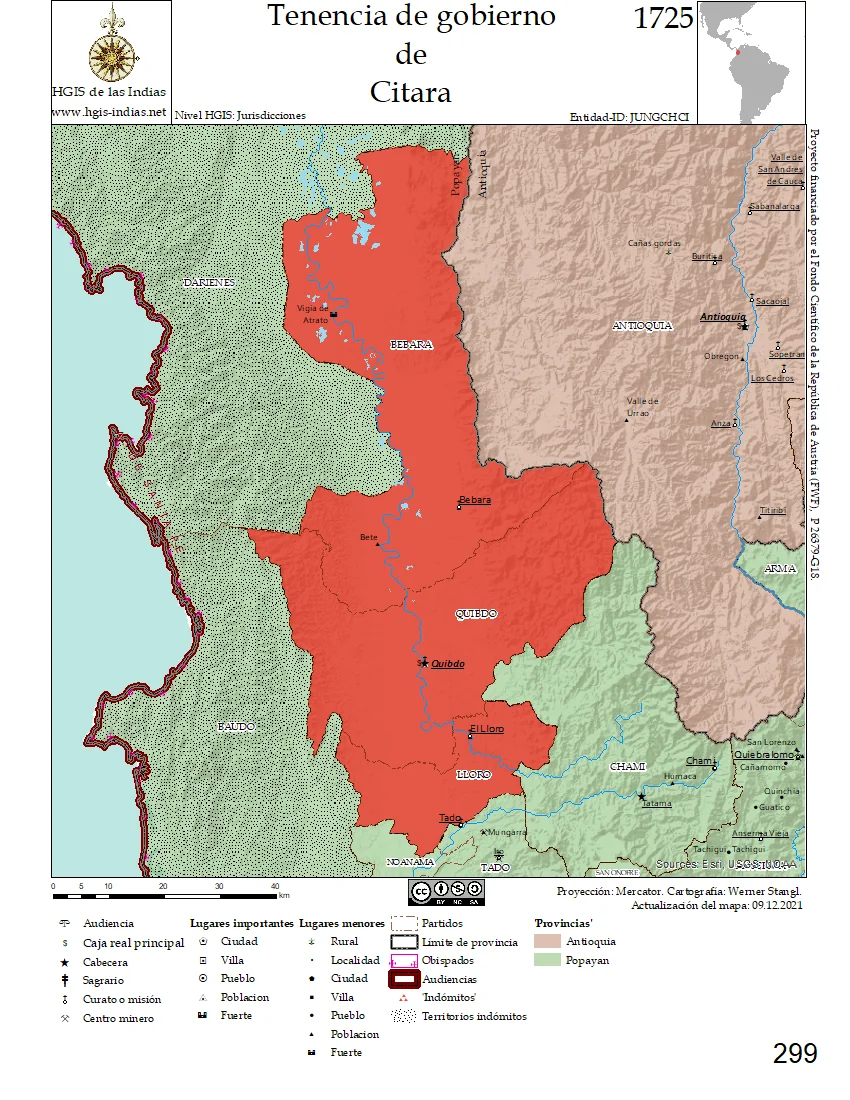 Tenencia de gobierno
de
Citara
1725
HGIS de las Indias
www.hgis-indias.net
Nivel HGIS: Jurisdicciones
Entidad-ID: JUNGCHCI
Proyecto financiado por el Fondo Científico de la República de Austria (FWF), P 26379-G18.
Popayan
Antioquia
Valle de
San Andres
de Cauca
Sabanalarga
Cañas gordas
Buritica
DARIENES
Sacaojal
Vigia de
Atrato
ANTIOQUIA
Antioquia
S
BEBARA
Obregon
Sopetran
Los Cedros
Valle de
Urrao
Anza
Bebara
Titiribi
Bete
ARMA
QUIBDO
S
Quibdo
BAUDO
El Lloro
San Lorenzo
Quiebralomo
Cañamomo
Chami
CHAMI
LLORO
Humaca
Quinchia
Tatama
Guatico
Tado
Mungarra
Anserma Vieja
Tachigui
Tachigui
NOANAMA
TADO
SAN ONOFRE
Sources: Esri, USGS, NOAA
0 5 10 20 30 40
km
cc
BY NC SA
Proyección: Mercator. Cartografía: Werner Stangl.
Actualización del mapa: 09.12.2021
Audiencia
S Caja real principal
Cabecera
Sagrario
Curato o misión
Centro minero
Lugares importantes
Ciudad
Villa
Pueblo
Poblacion
Fuerte
Lugares menores
Rural
Localidad
Ciudad
Villa
Pueblo
Poblacion
Fuerte
Partidos
Límite de provincia
Obispados
Audiencias
'Indómitos'
Territorios indómitos
'Provincias'
Antioquia
Popayan
299